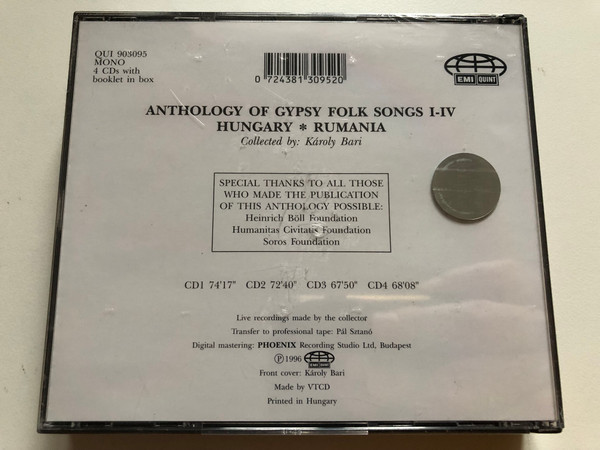 QUI 903095
MONO
4 CDs with
booklet in box
0 724381 309520
EMI QUINT
ANTHOLOGY OF GYPSY FOLK SONGS I-IV
HUNGARY * RUMANIA
Collected by: Károly Bari
SPECIAL THANKS TO ALL THOSE
WHO MADE THE PUBLICATION
OF THIS ANTHOLOGY POSSIBLE:
Heinrich Böll Foundation
Humanitas Civitatis Foundation
Soros Foundation
CD1 74'17" CD2 72'40" CD3 67'50" CD4 68'08"
Live recordings made by the collector
Transfer to professional tape: Pál Sztanó
Digital mastering: PHOENIX Recording Studio Ltd, Budapest
℗ 1996 EMI QUINT
Front cover: Károly Bari
Made by VTCD
Printed in Hungary